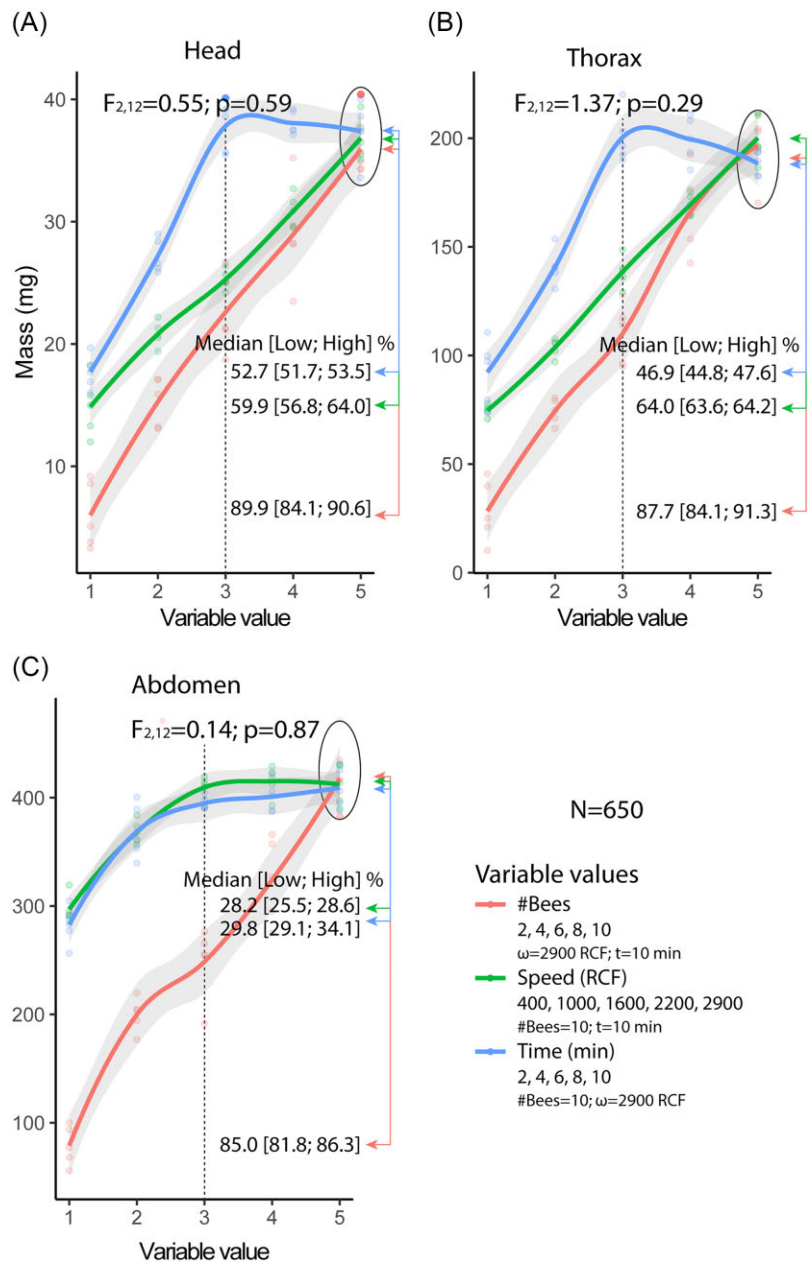 (A)
Head
F2,12=0.55; p=0.59
40
30
20
10
Mass (mg)
Median [Low; High] %
52.7 [51.7; 53.5]
59.9 [56.8; 64.0]
89.9 [84.1; 90.6]
1 2 3 4 5
Variable value
(B)
Thorax
F2,12=1.37; p=0.29
200
150
100
50
0
Median [Low; High] %
46.9 [44.8; 47.6]
64.0 [63.6; 64.2]
87.7 [84.1; 91.3]
1 2 3 4 5
Variable value
(C)
Abdomen
F2,12=0.14; p=0.87
400
300
200
100
Median [Low; High] %
28.2 [25.5; 28.6]
29.8 [29.1; 34.1]
85.0 [81.8; 86.3]
1 2 3 4 5
Variable value
N=650
Variable values
#Bees
2, 4, 6, 8, 10
ω=2900 RCF; t=10 min
Speed (RCF)
400, 1000, 1600, 2200, 2900
#Bees=10; t=10 min
Time (min)
2, 4, 6, 8, 10
#Bees=10; ω=2900 RCF